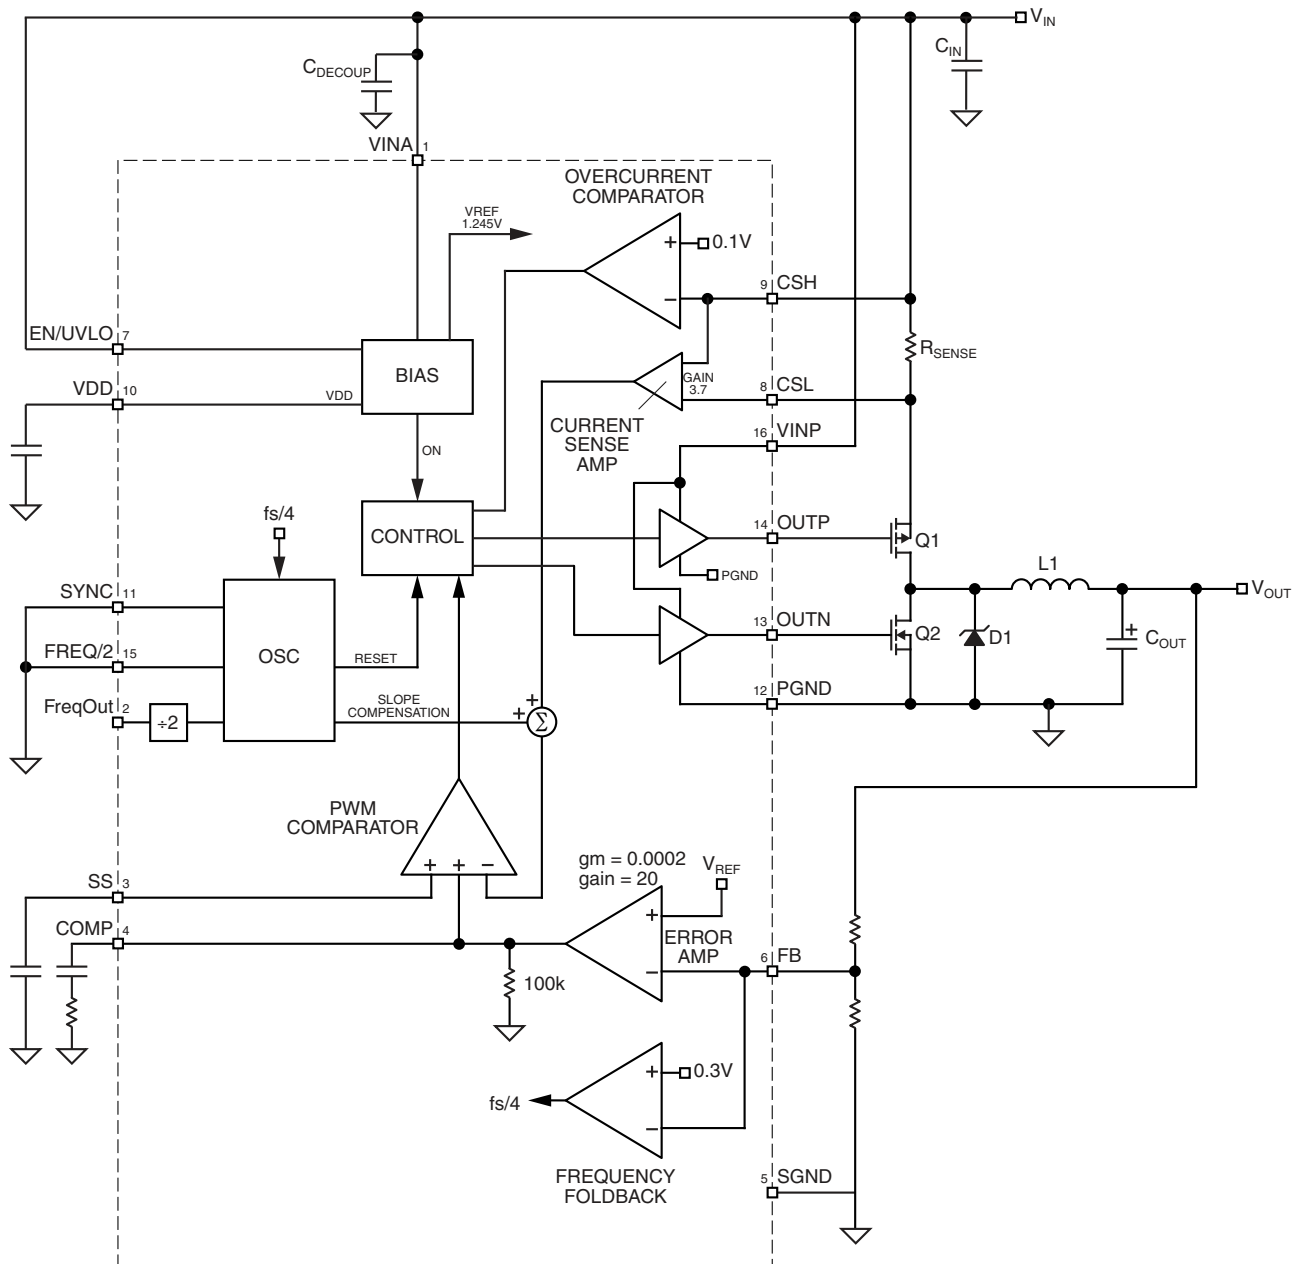 VIN
CIN
CDECOUP
VINA 1
OVERCURRENT
COMPARATOR
VREF
1.245V
+
0.1V
−
9 CSH
EN/UVLO 7
RSENSE
BIAS
GAIN
3.7
8 CSL
VDD 10
VDD
CURRENT
SENSE
AMP
16 VINP
ON
fs/4
CONTROL
14 OUTP
Q1
PGND
L1
VOUT
SYNC 11
13 OUTN
Q2
D1
+
COUT
FREQ/2 15
OSC
RESET
12 PGND
FreqOut 2
÷2
SLOPE
COMPENSATION
+
+
Σ
PWM
COMPARATOR
+ + −
gm = 0.0002
gain = 20
VREF
SS 3
+
ERROR
AMP
−
COMP 4
6 FB
100k
+
0.3V
fs/4
−
FREQUENCY
FOLDBACK
5 SGND